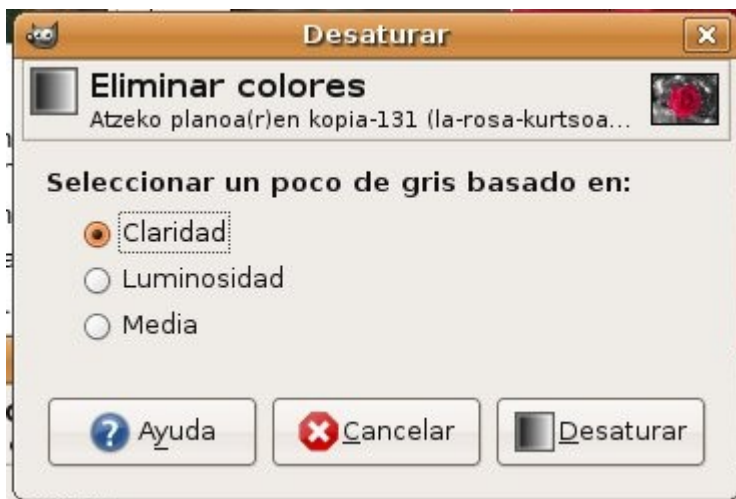 Desaturar
Eliminar colores
Atzeko planoa(r)en kopia-131 (la-rosa-kurtsoa...
Seleccionar un poco de gris basado en:
Claridad
Luminosidad
Media
Ayuda
Cancelar
Desaturar